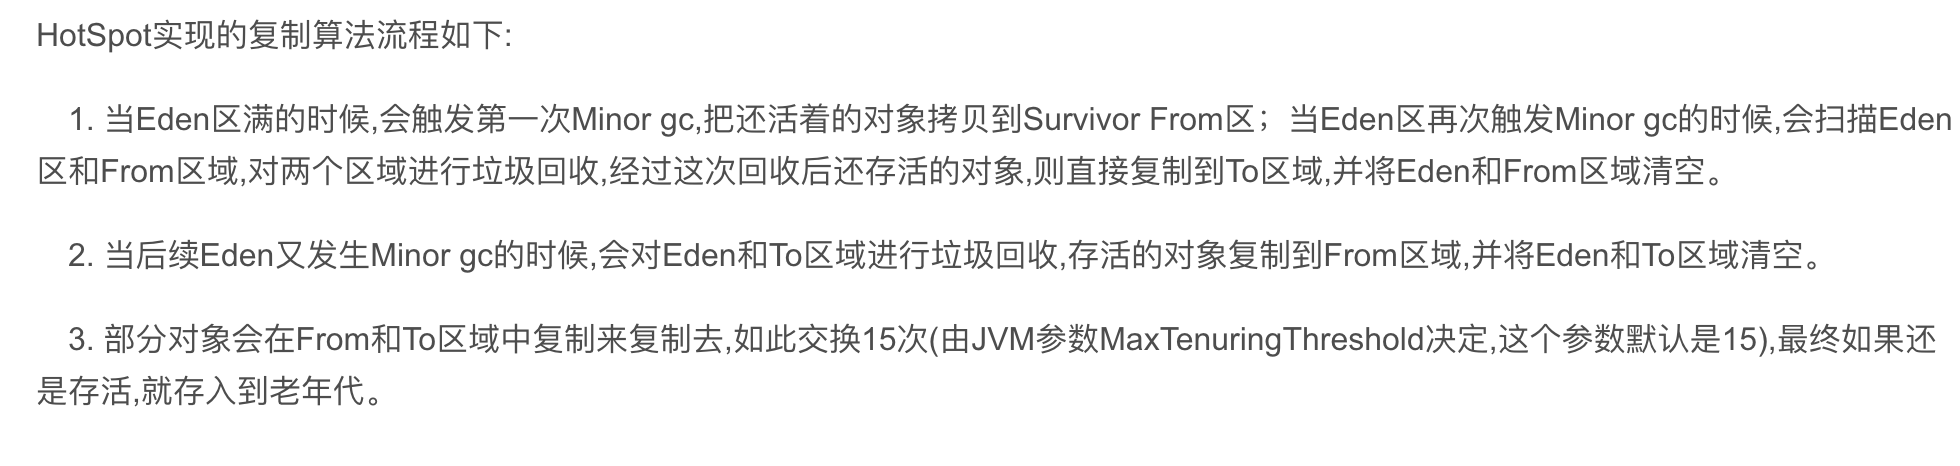 HotSpot实现的复制算法流程如下:
1. 当Eden区满的时候,会触发第一次Minor gc,把还活着的对象拷贝到Survivor From区；当Eden区再次触发Minor gc的时候,会扫描Eden
区和From区域,对两个区域进行垃圾回收,经过这次回收后还存活的对象,则直接复制到To区域,并将Eden和From区域清空。
2. 当后续Eden又发生Minor gc的时候,会对Eden和To区域进行垃圾回收,存活的对象复制到From区域,并将Eden和To区域清空。
3. 部分对象会在From和To区域中复制来复制去,如此交换15次(由JVM参数MaxTenuringThreshold决定,这个参数默认是15),最终如果还
是存活,就存入到老年代。